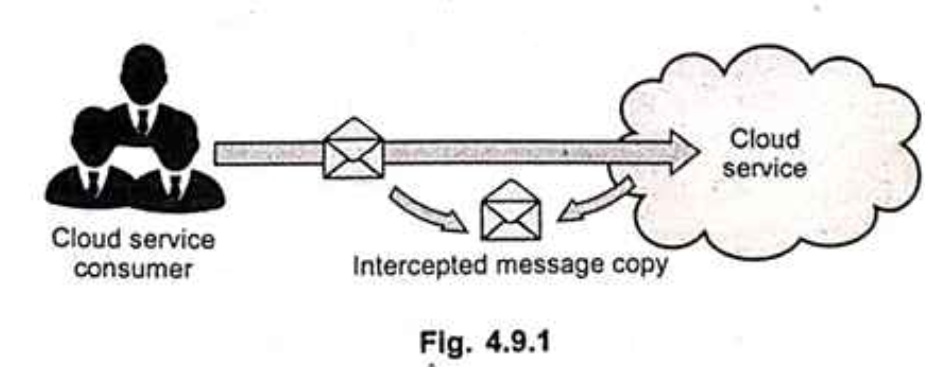 Cloud
service
Cloud service
consumer
Intercepted message copy
Fig. 4.9.1